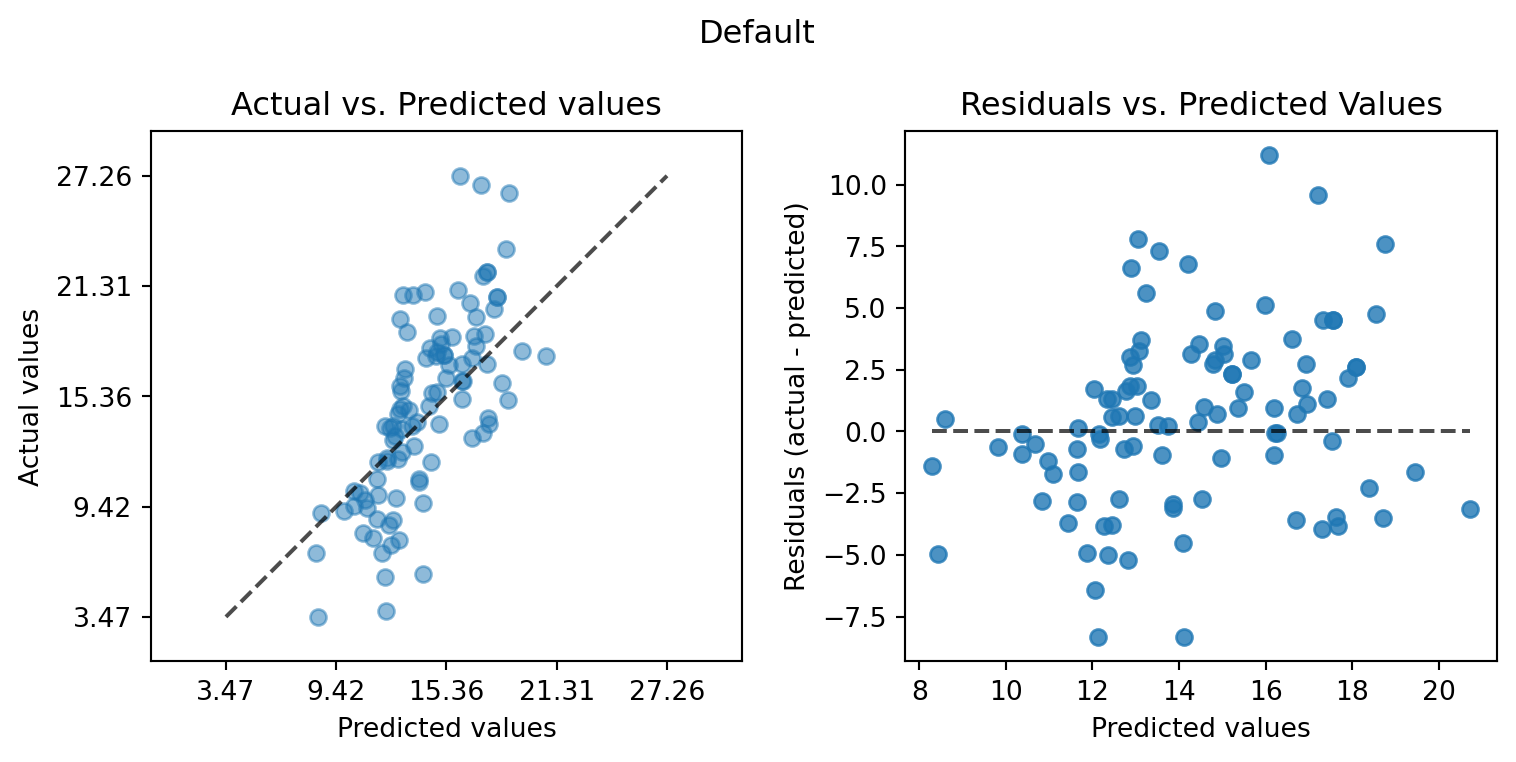 Default
Actual vs. Predicted values
Actual values
27.26
21.31
15.36
9.42
3.47
3.47 9.42 15.36 21.31 27.26
Predicted values
Residuals vs. Predicted Values
Residuals (actual - predicted)
10.0
7.5
5.0
2.5
0.0
−2.5
−5.0
−7.5
8 10 12 14 16 18 20
Predicted values